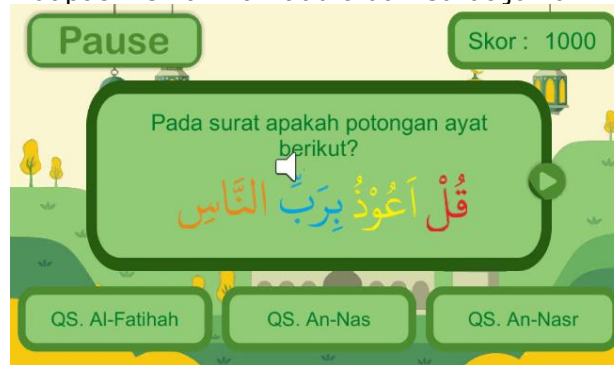 Pause
Skor : 1000
Pada surat apakah potongan ayat
berikut?
قُلْ اَعُوْذُ بِرَبِّ النَّاسِ
QS. Al-Fatihah
QS. An-Nas
QS. An-Nasr